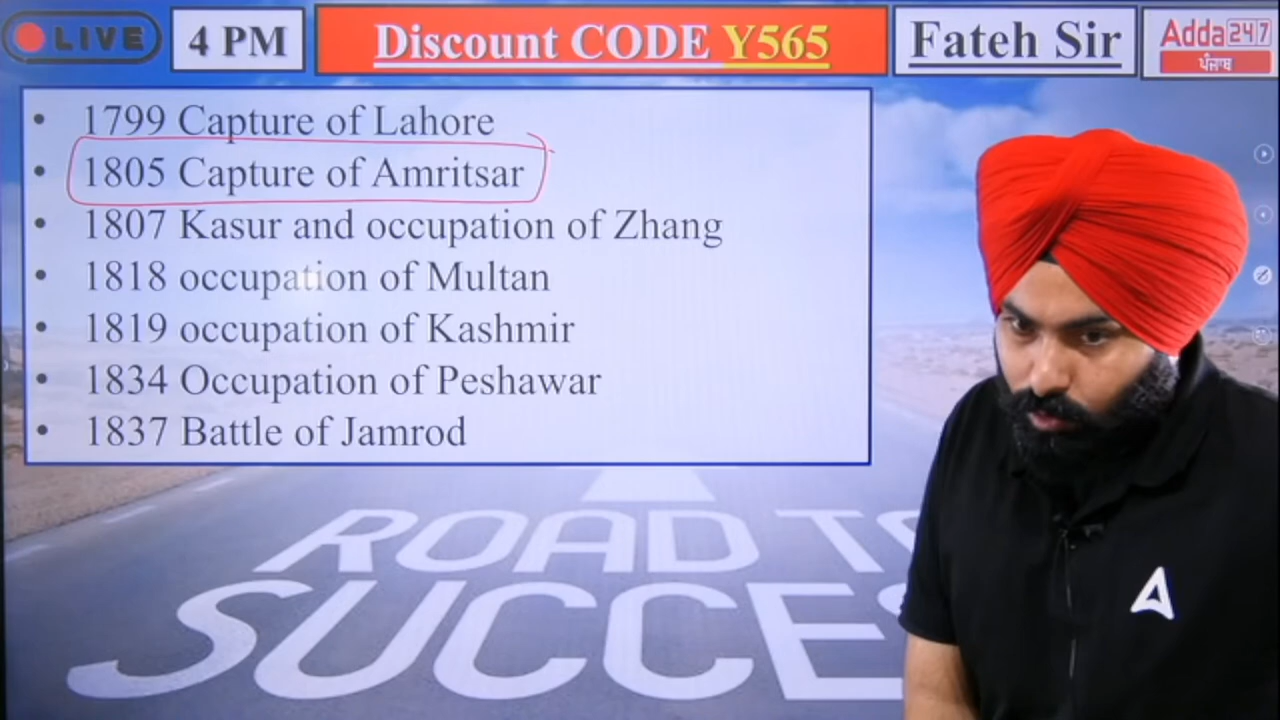 LIVE
4 PM
Discount CODE Y565
Fateh Sir
Adda247
ਪੰਜਾਬ
• 1799 Capture of Lahore
• 1805 Capture of Amritsar
• 1807 Kasur and occupation of Zhang
• 1818 occupation of Multan
• 1819 occupation of Kashmir
• 1834 Occupation of Peshawar
• 1837 Battle of Jamrod
ROAD TO
SUCCES